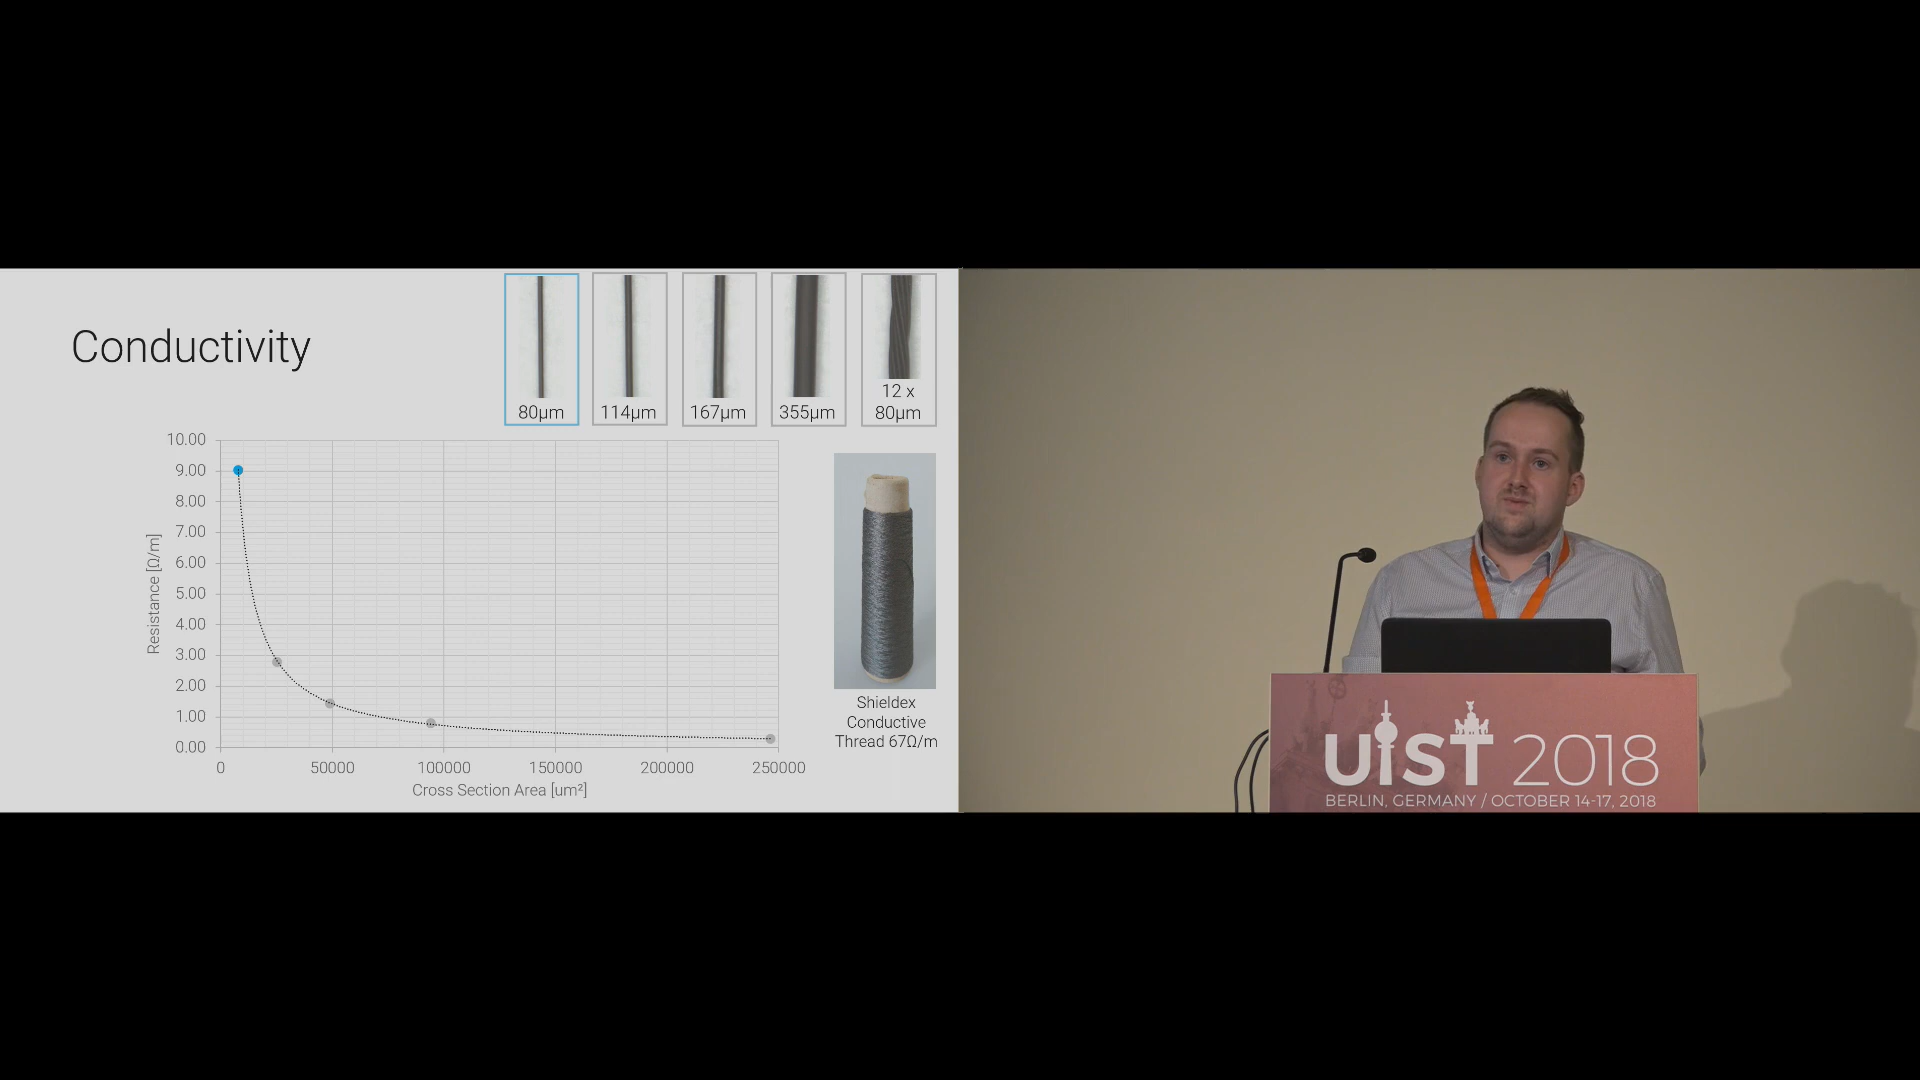 Conductivity
80µm
114µm
167µm
355µm
12 x
80µm
10.00
9.00
8.00
7.00
6.00
5.00
4.00
3.00
2.00
1.00
0.00
Resistance [Ω/m]
0
50000
100000
150000
200000
250000
Cross Section Area [um²]
Shieldex
Conductive
Thread 67Ω/m
UIST 2018
BERLIN, GERMANY / OCTOBER 14-17, 2018